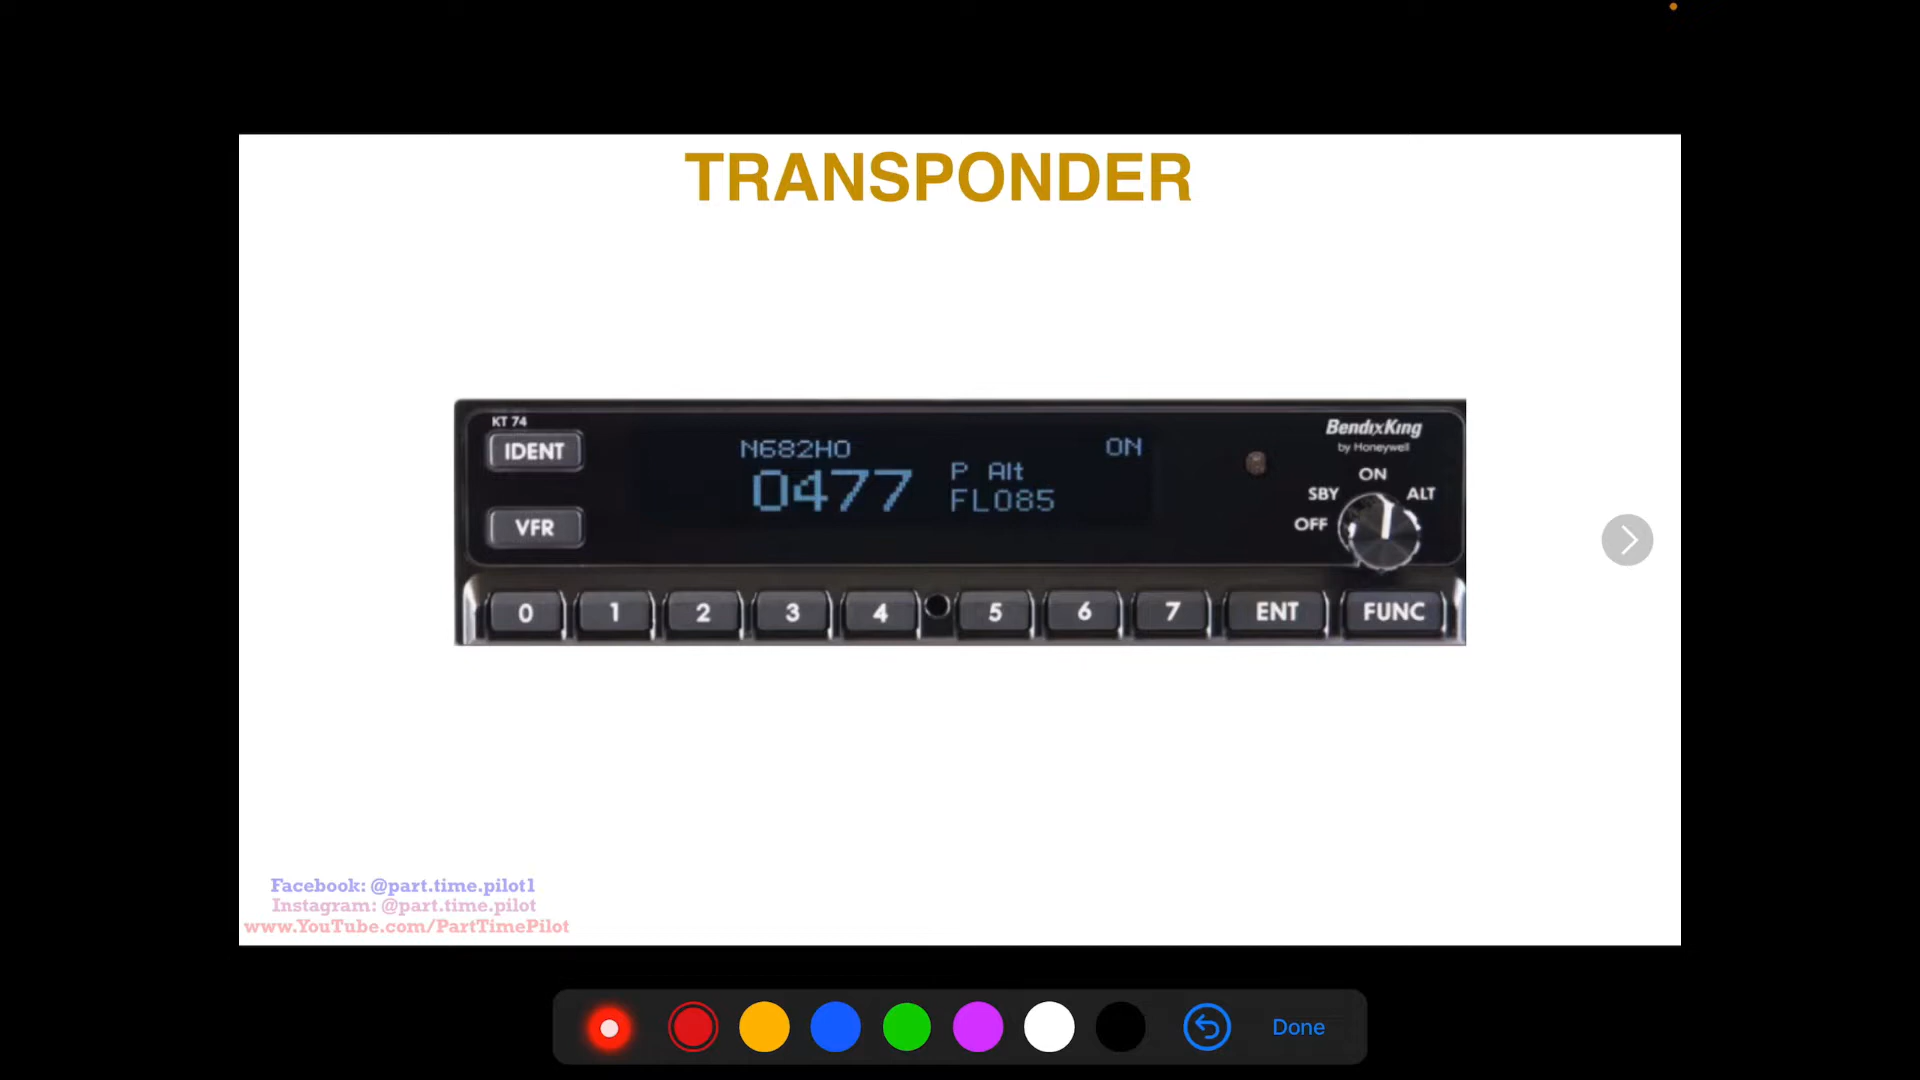 TRANSPONDER
KT 74
IDENT
N682HO
ON
0477
P Alt
FL085
BendixKing
by Honeywell
ON
SBY
ALT
OFF
VFR
0 1 2 3 4 5 6 7 ENT FUNC
Facebook: @part.time.pilot1
Instagram: @part.time.pilot
www.YouTube.com/PartTimePilot
Done